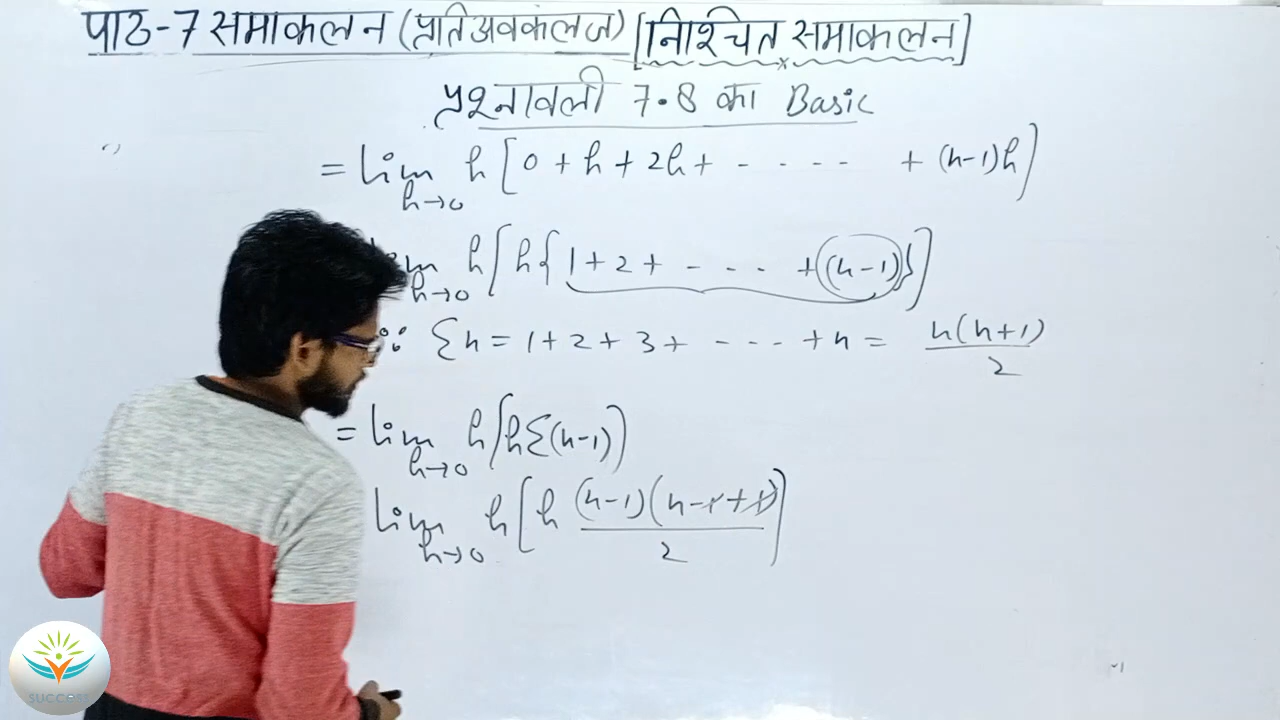 पाठ-7 समाकलन (प्रतिअवकलज) [निश्चित समाकलन]
प्रश्नावली 7.8 का Basic
= lim h→0 h [0 + h + 2h + - - - - + (n-1)h]
h→0 h [h {1 + 2 + - - - + (n-1)}]
∵ Σn = 1 + 2 + 3 + - - - + n = n(n+1)/2
= lim h→0 h [h Σ(n-1)]
lim h→0 h [h (n-1)(n-1+1)/2]
SUCCESS